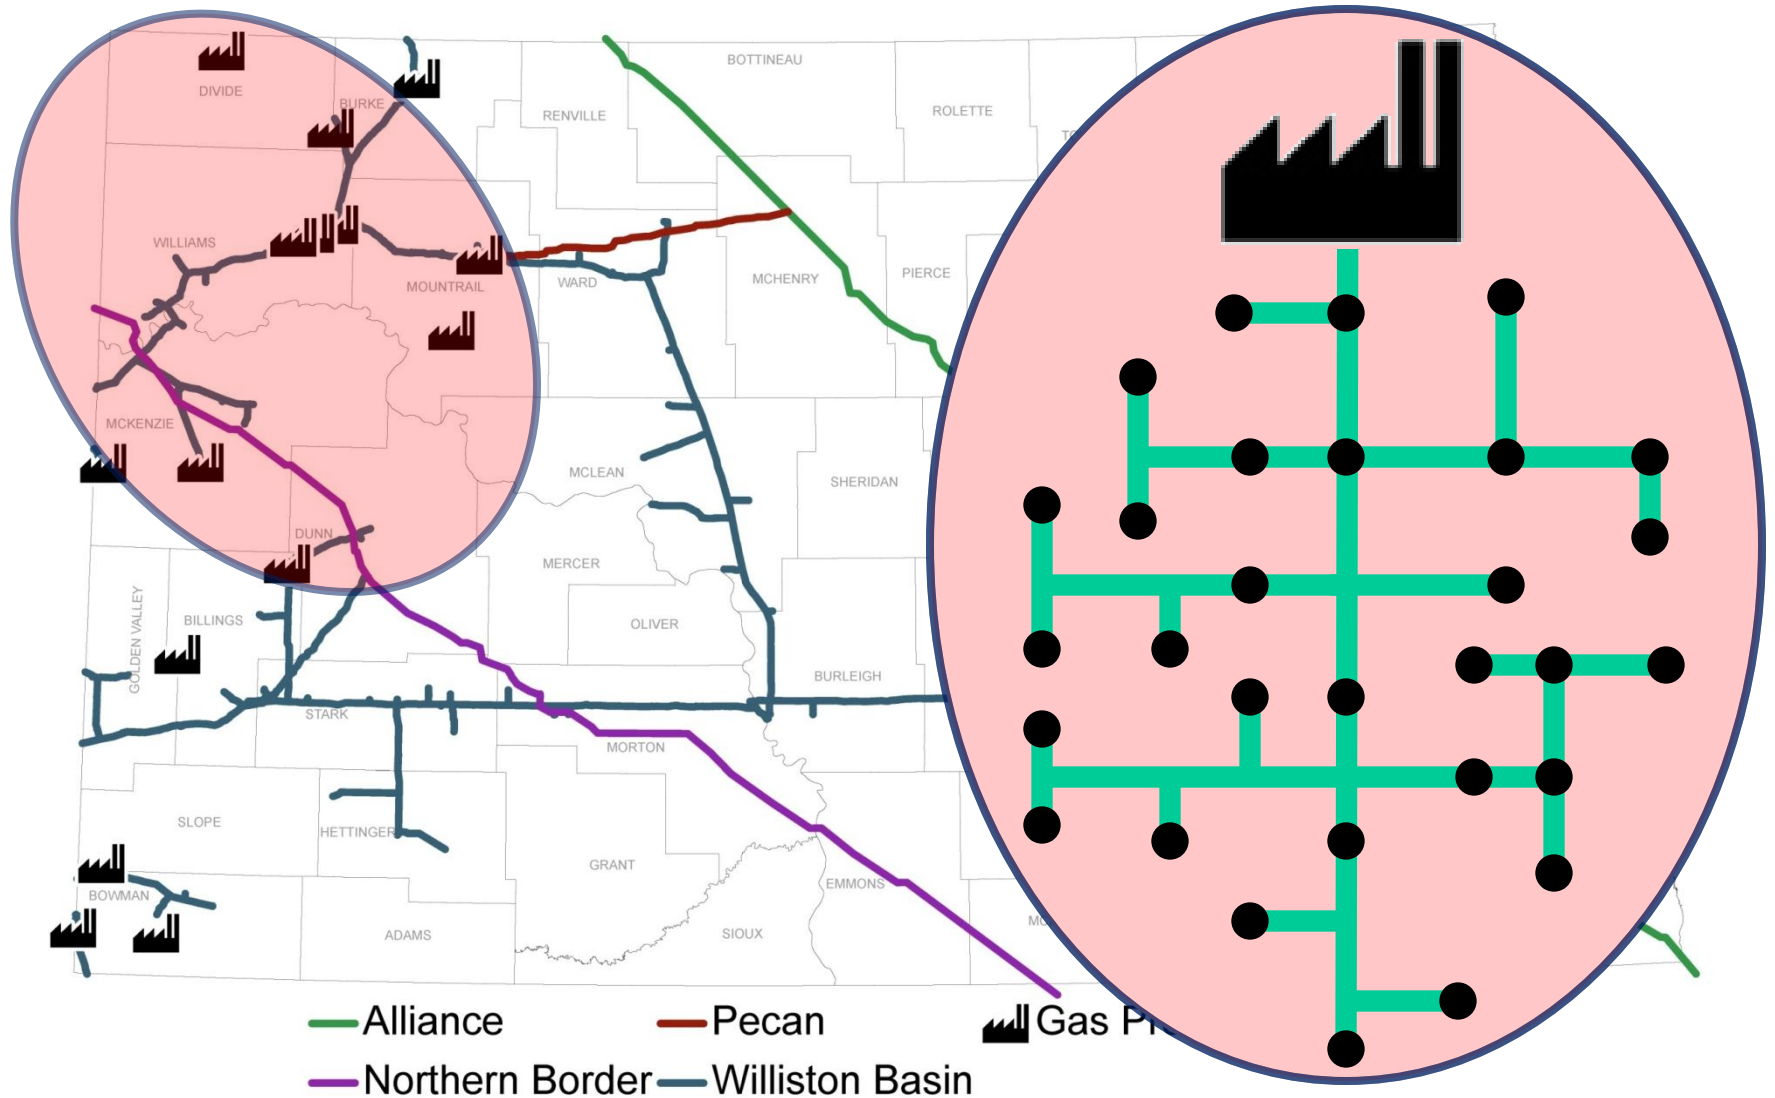 BOTTINEAU
DIVIDE
BURKE
RENVILLE
ROLETTE
WILLIAMS
MOUNTRAIL
WARD
MCHENRY
PIERCE
MCKENZIE
MCLEAN
SHERIDAN
DUNN
MERCER
GOLDEN VALLEY
BILLINGS
OLIVER
BURLEIGH
STARK
MORTON
SLOPE
HETTINGER
GRANT
BOWMAN
EMMONS
ADAMS
SIOUX
Alliance
Pecan
Gas
Northern Border
Williston Basin